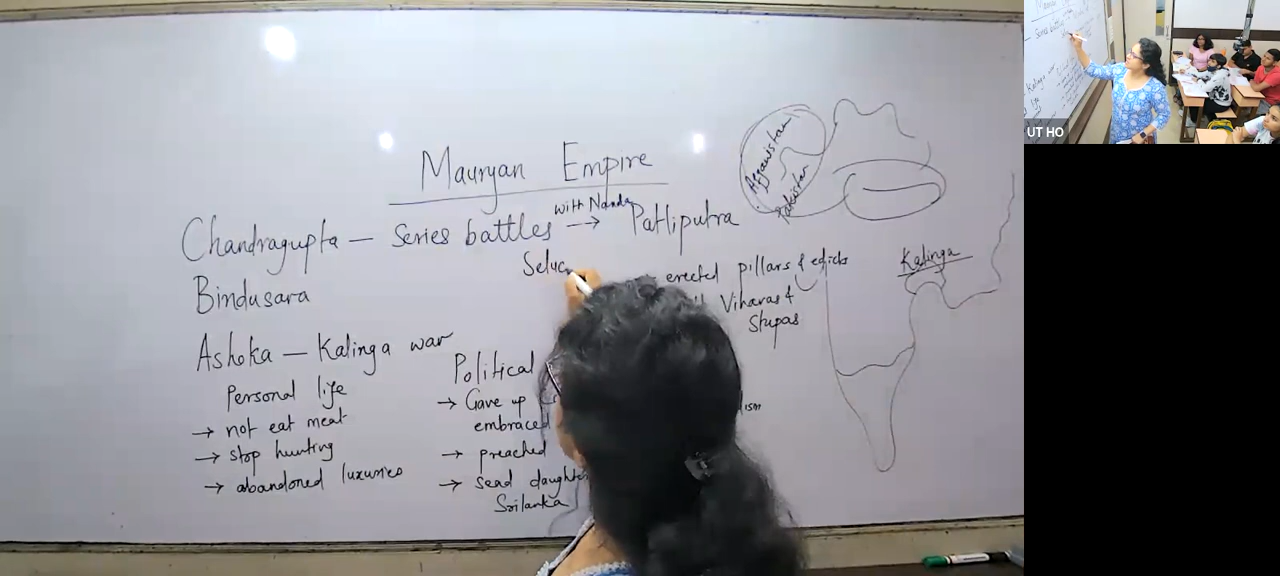 Mauryan Empire
Chandragupta — Series battles with Nanda → Patliputra
Seluc
Bindusara
erected pillars & edicts
Viharas &
Stupas
Ashoka — Kalinga war
Personal life
→ not eat meat
→ stop hunting
→ abandoned luxuries
Political
→ Gave up
embraced
ism
→ preached
→ send daughter
Srilanka
Pakistan
Kalinga
UT HO